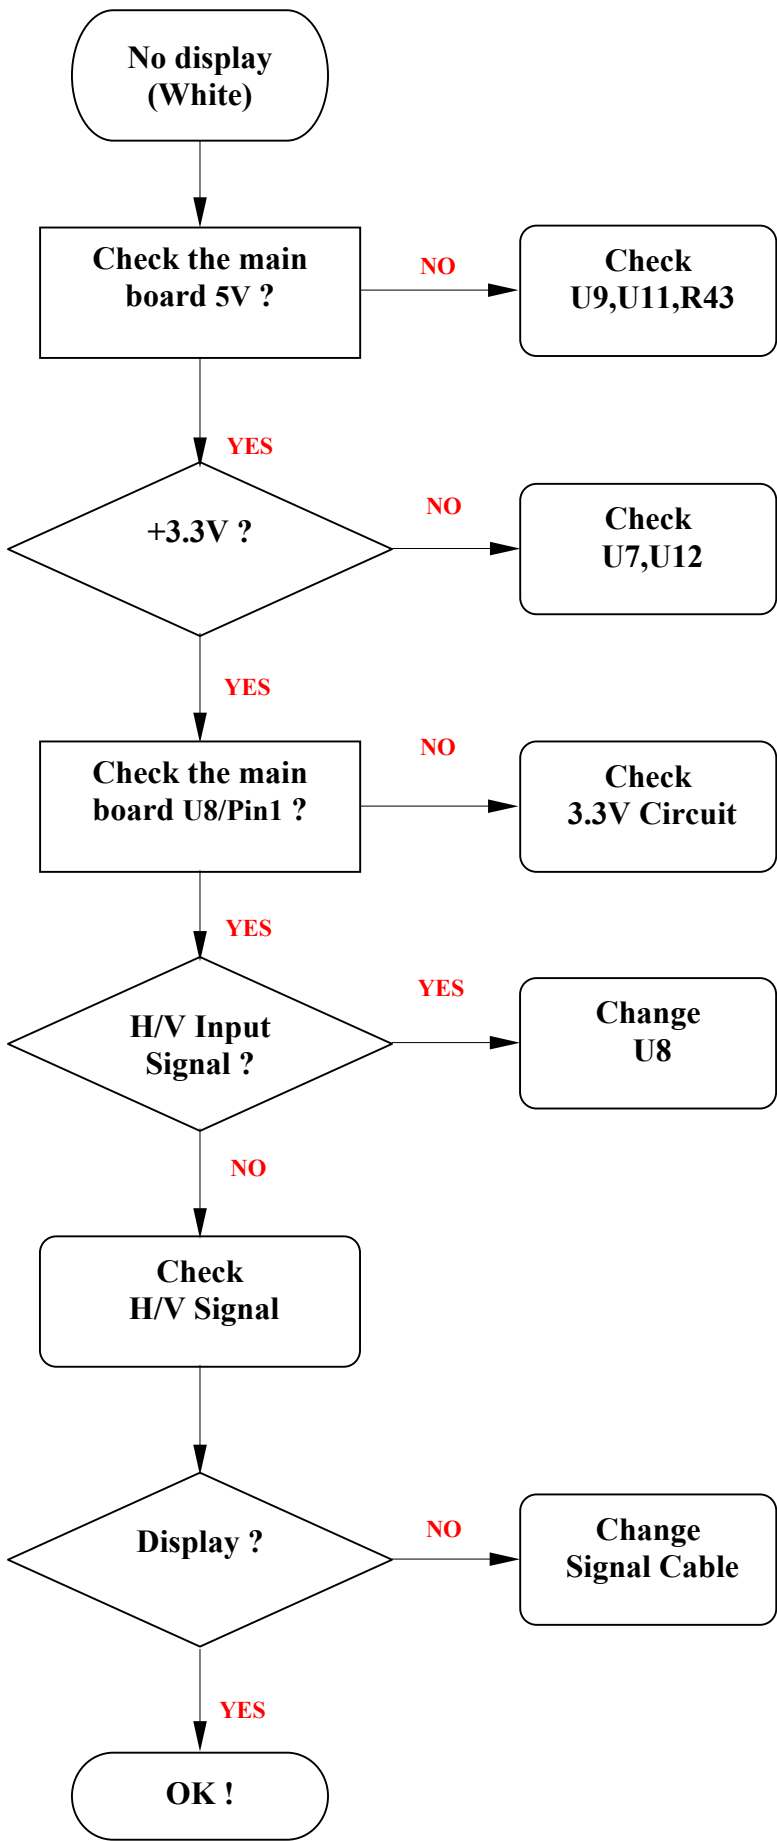 No display
(White)
Check the main
board 5V ?
NO
Check
U9,U11,R43
YES
+3.3V ?
NO
Check
U7,U12
YES
Check the main
board U8/Pin1 ?
NO
Check
3.3V Circuit
YES
H/V Input
Signal ?
YES
Change
U8
NO
Check
H/V Signal
Display ?
NO
Change
Signal Cable
YES
OK !